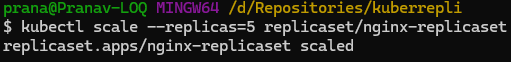 prana@Pranav-LOQ MINGW64 /d/Repositories/kuberrepli
$ kubectl scale --replicas=5 replicaset/nginx-replicaset
replicaset.apps/nginx-replicaset scaled